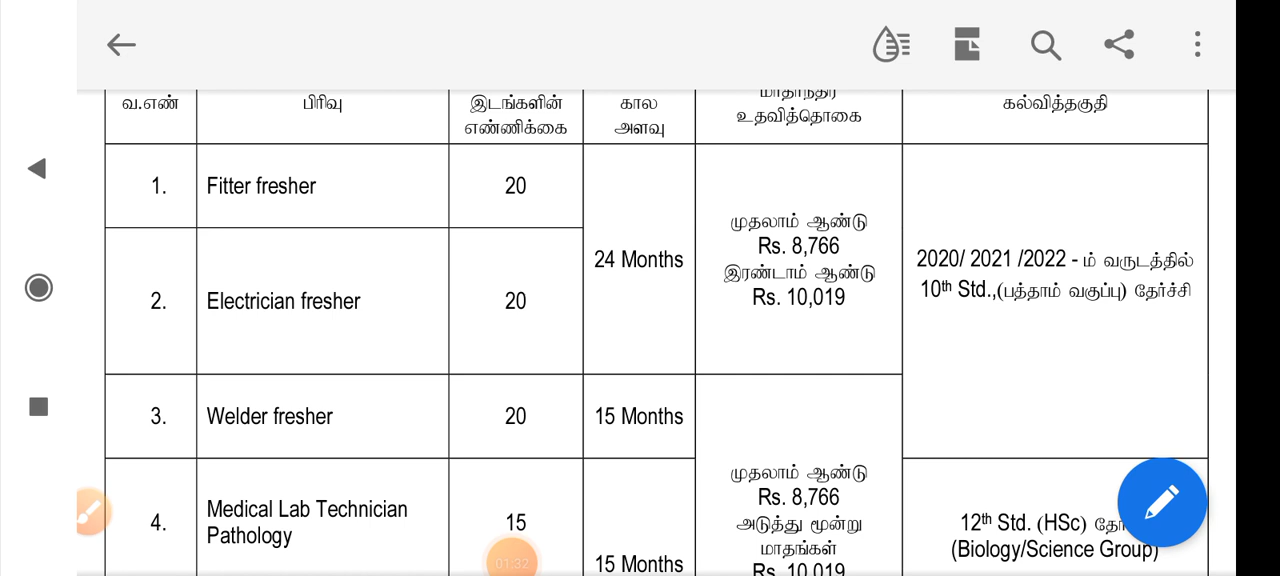 வ.எண்
பிரிவு
இடங்களின்
எண்ணிக்கை
கால
அளவு
மாதாந்திர
உதவித்தொகை
கல்வித்தகுதி
1.
Fitter fresher
20
24 Months
முதலாம் ஆண்டு
Rs. 8,766
இரண்டாம் ஆண்டு
Rs. 10,019
2020/ 2021 /2022 - ம் வருடத்தில்
10th Std.,(பத்தாம் வகுப்பு) தேர்ச்சி
2.
Electrician fresher
20
3.
Welder fresher
20
15 Months
முதலாம் ஆண்டு
Rs. 8,766
அடுத்து மூன்று
மாதங்கள்
Rs. 10,019
4.
Medical Lab Technician
Pathology
15
15 Months
12th Std. (HSc)
(Biology/Science Group)
01:32